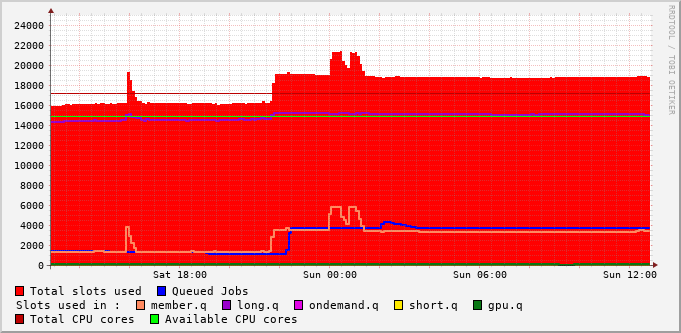 RRDTOOL / TOBI OETIKER
24000
22000
20000
18000
16000
14000
12000
10000
8000
6000
4000
2000
0
Sat 18:00 Sun 00:00 Sun 06:00 Sun 12:00
Total slots used Queued Jobs
Slots used in : member.q long.q ondemand.q short.q gpu.q
Total CPU cores Available CPU cores